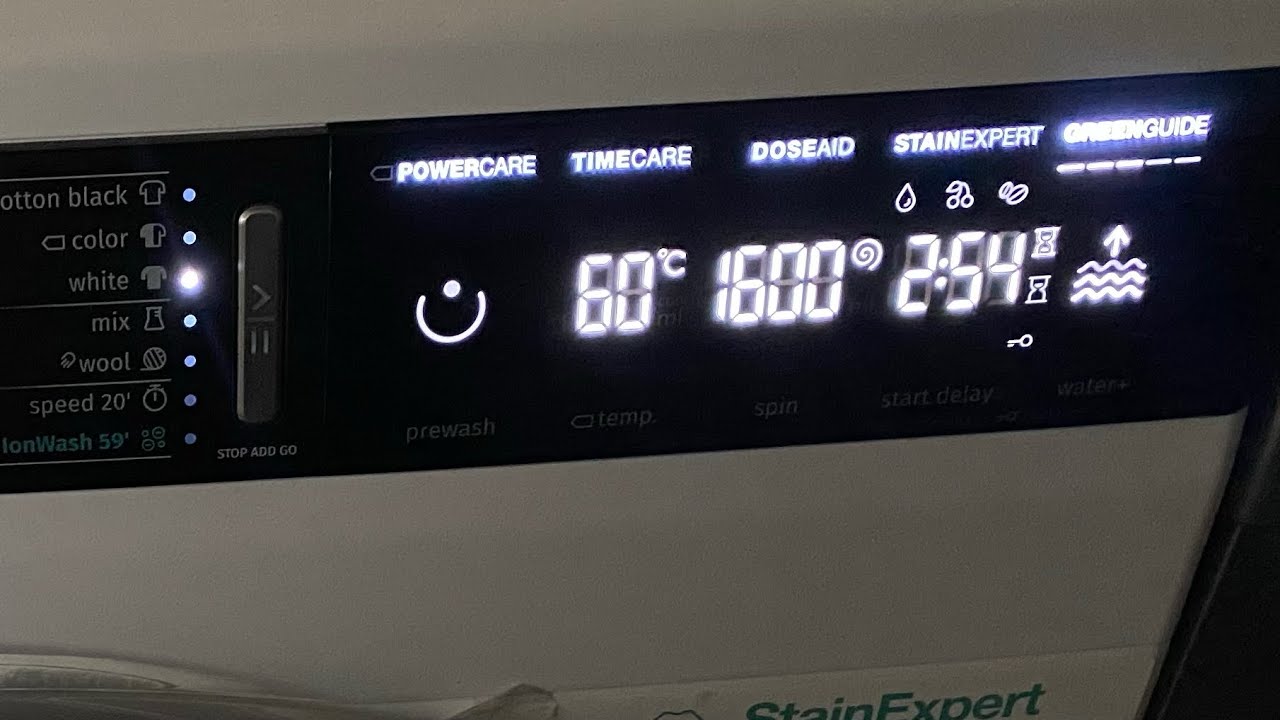 otton black
color
white
mix
wool
speed 20'
IonWash 59'
STOP ADD GO
POWERCARE
TIMECARE
DOSEAID
STAINEXPERT
GREENGUIDE
60°C
1600
2:54
prewash
temp.
spin
start delay
water+
StainExpert